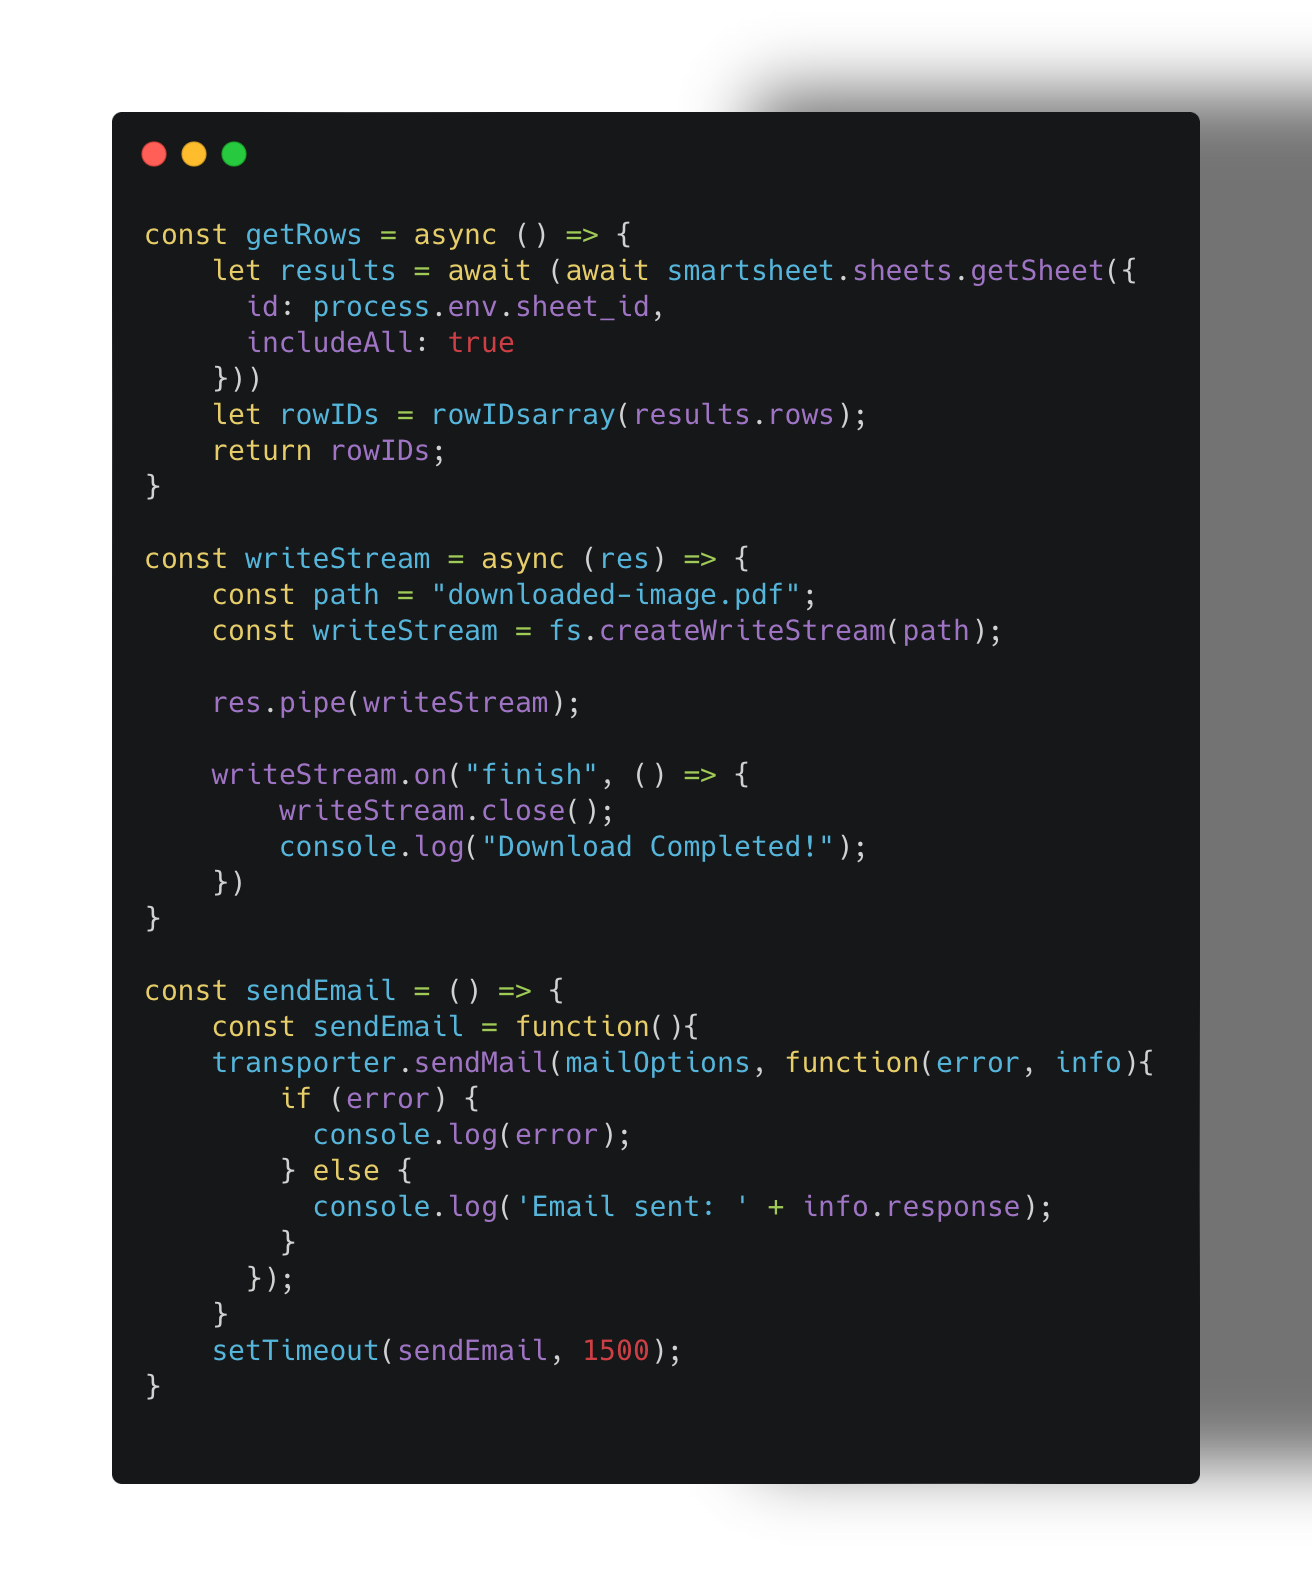 const getRows = async () => {
    let results = await (await smartsheet.sheets.getSheet({
      id: process.env.sheet_id,
      includeAll: true
    }))
    let rowIDs = rowIDsarray(results.rows);
    return rowIDs;
}

const writeStream = async (res) => {
    const path = "downloaded-image.pdf";
    const writeStream = fs.createWriteStream(path);

    res.pipe(writeStream);

    writeStream.on("finish", () => {
        writeStream.close();
        console.log("Download Completed!");
    })
}

const sendEmail = () => {
    const sendEmail = function(){
    transporter.sendMail(mailOptions, function(error, info){
        if (error) {
          console.log(error);
        } else {
          console.log('Email sent: ' + info.response);
        }
      });
    }
    setTimeout(sendEmail, 1500);
}